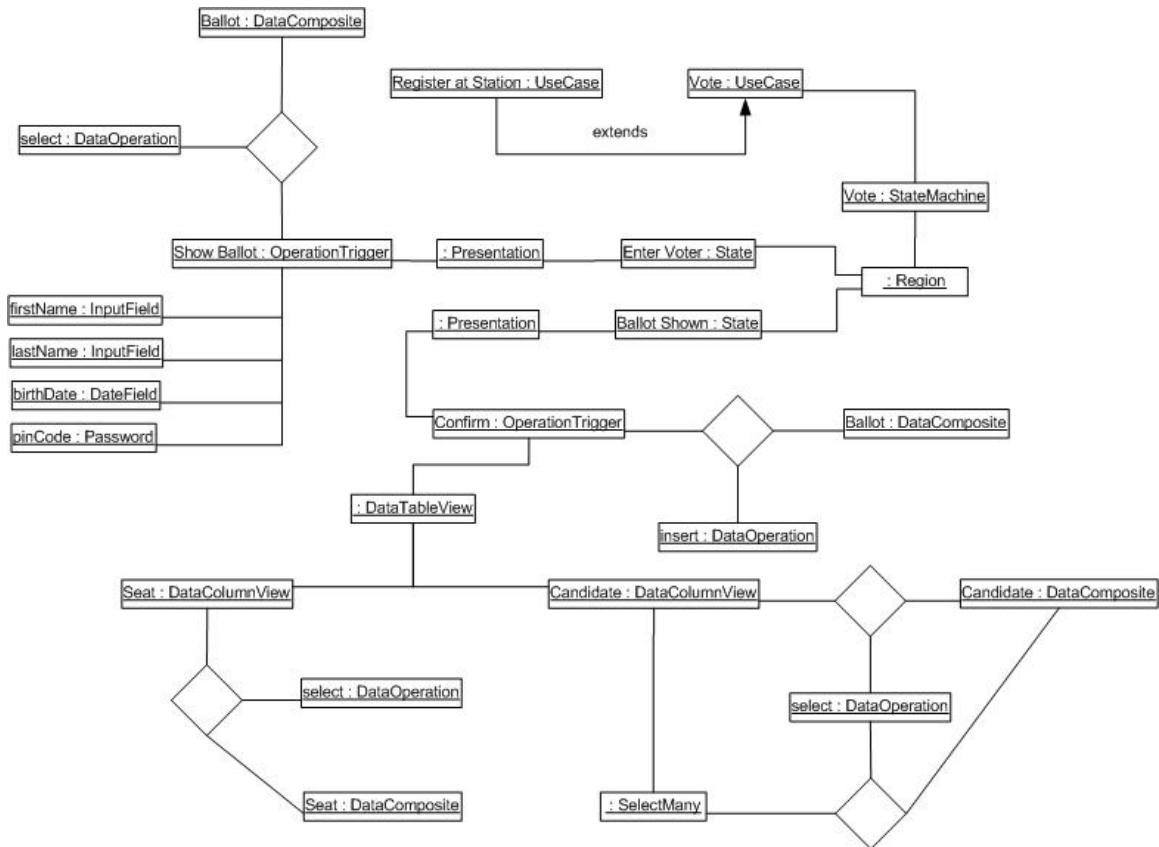 Ballot : DataComposite
Register at Station : UseCase
Vote : UseCase
extends
select : DataOperation
Vote : StateMachine
Show Ballot : OperationTrigger
: Presentation
Enter Voter : State
: Region
firstName : InputField
: Presentation
Ballot Shown : State
lastName : InputField
birthDate : DateField
pinCode : Password
Confirm : OperationTrigger
Ballot : DataComposite
: DataTableView
insert : DataOperation
Seat : DataColumnView
Candidate : DataColumnView
Candidate : DataComposite
select : DataOperation
select : DataOperation
Seat : DataComposite
: SelectMany